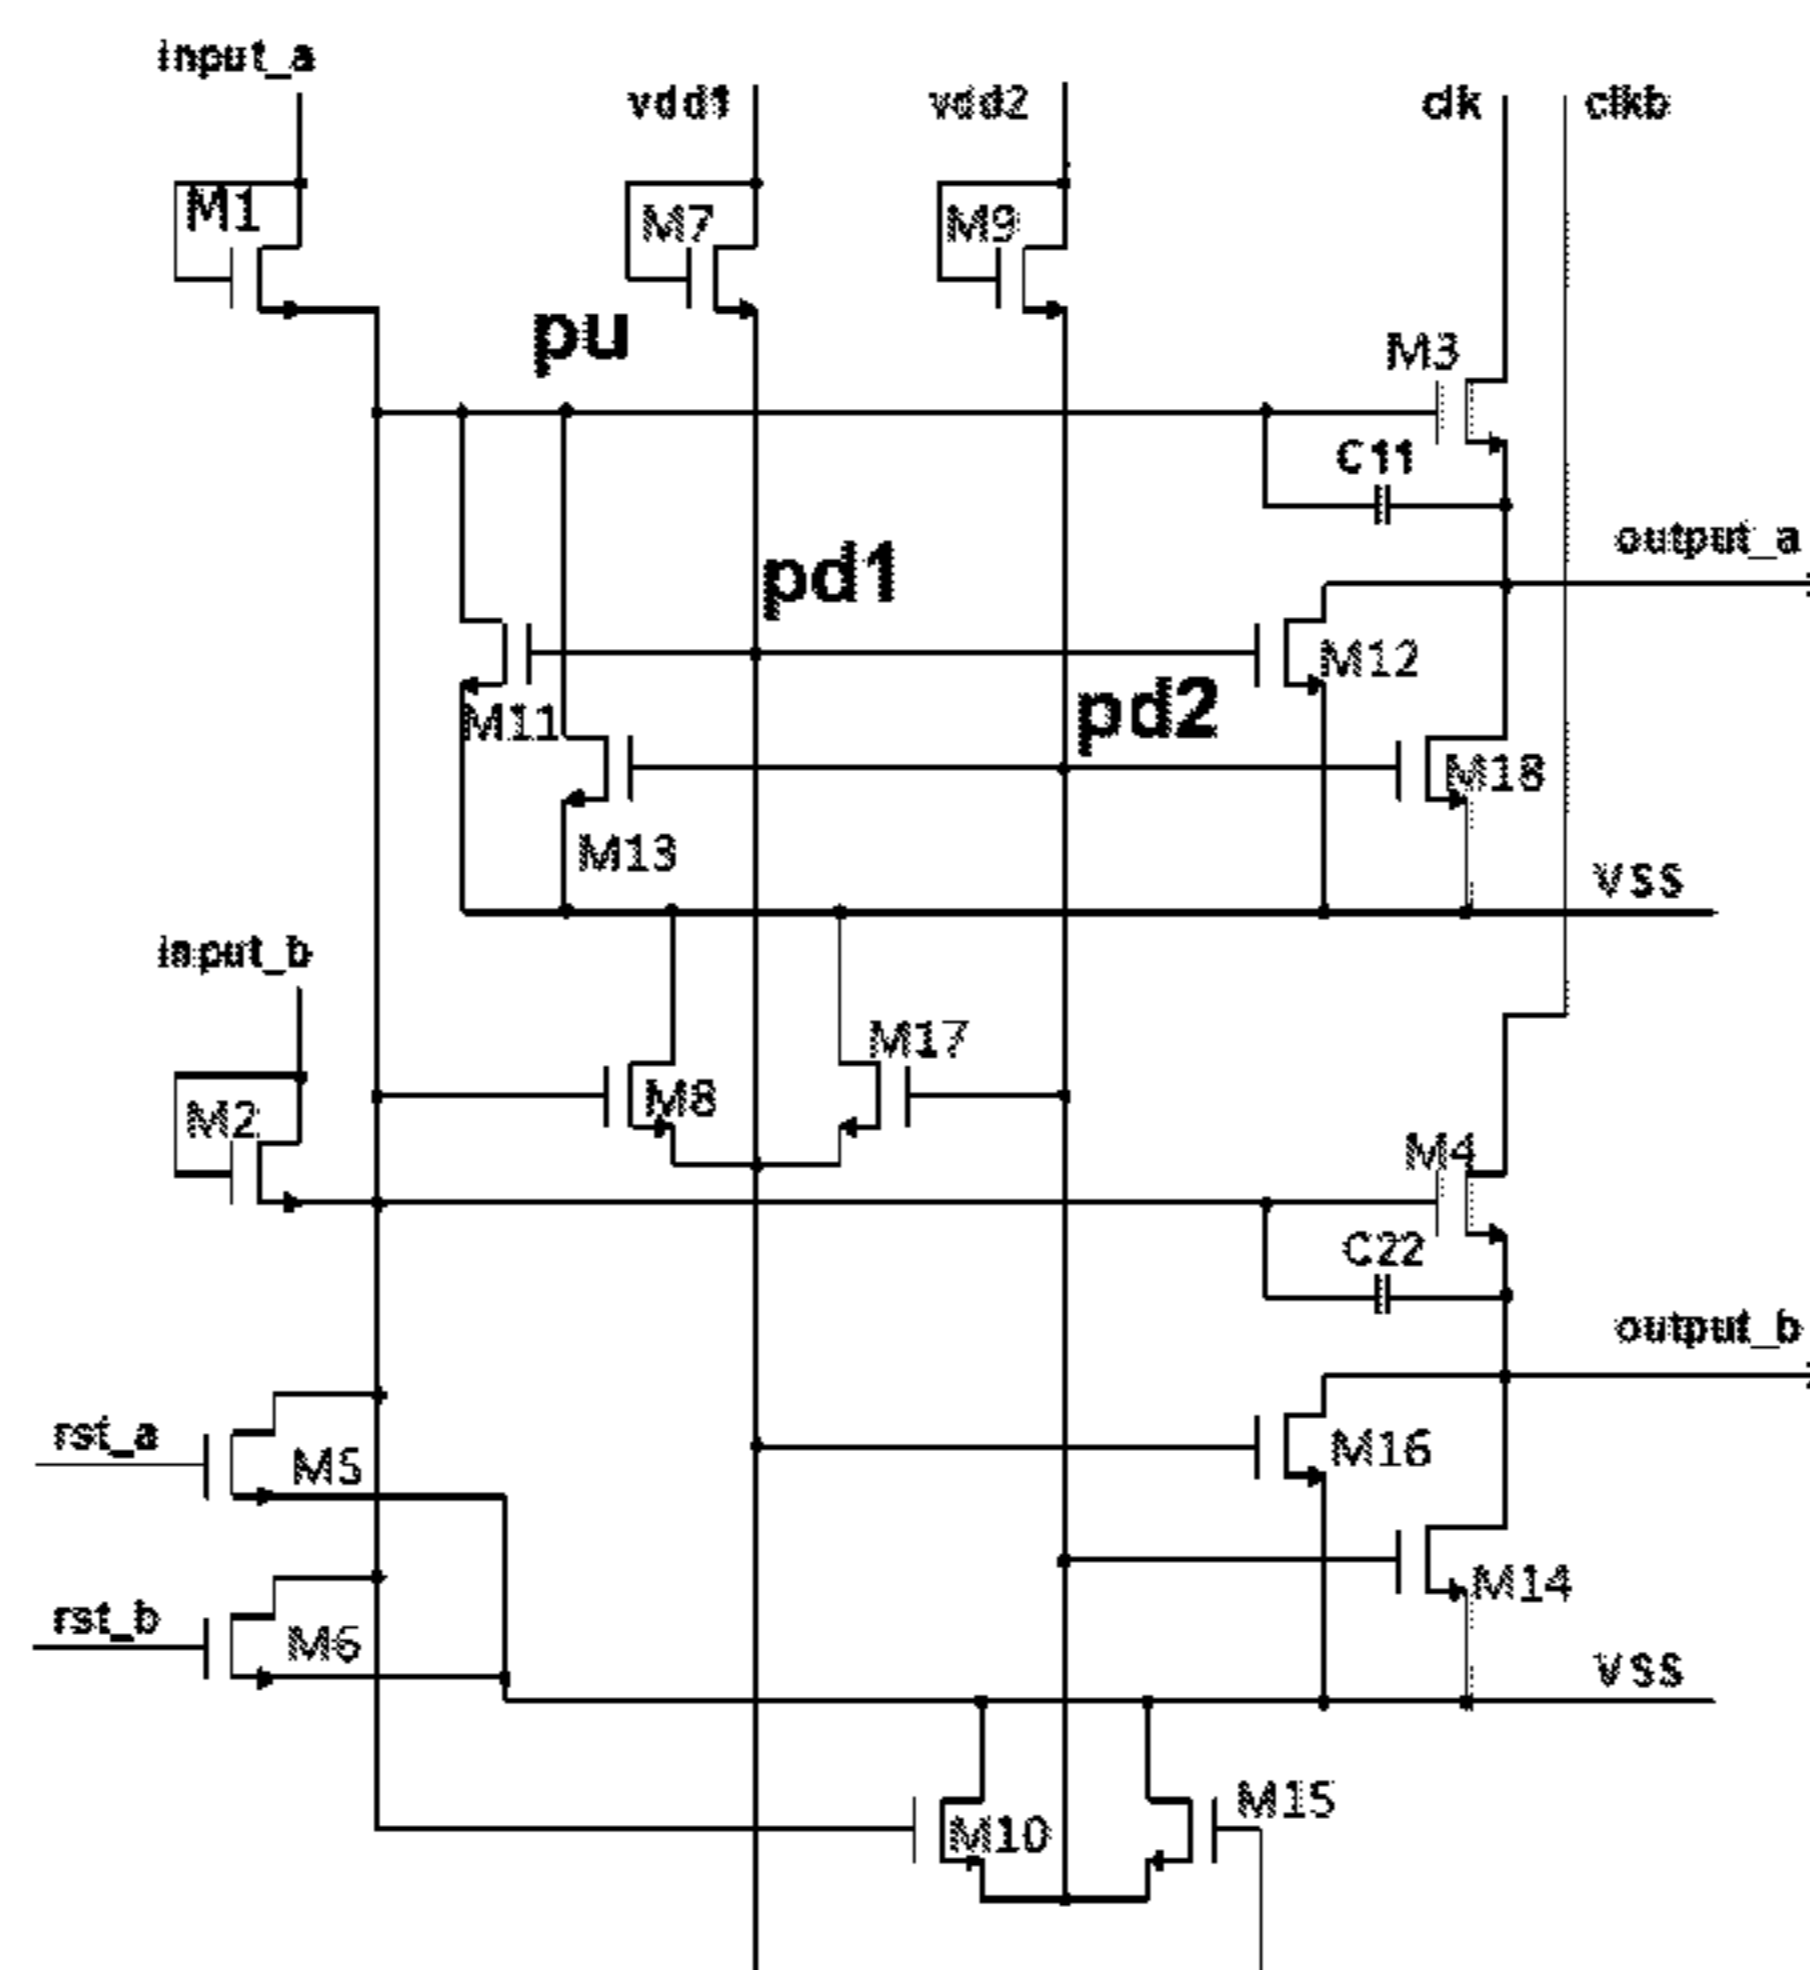 input_a
vdd1
vdd2
clk
clkb
M1
M7
M9
pu
M3
C11
output_a
pd1
M12
pd2
M11
M18
M13
VSS
input_b
M17
M8
M2
M4
C22
output_b
rst_a
M5
M16
M14
rst_b
M6
VSS
M15
M10